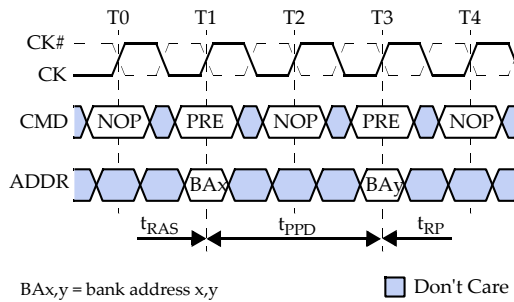 T0 T1 T2 T3 T4
CK#
CK
CMD NOP PRE NOP PRE NOP
ADDR BAx BAy
tRAS tPPD tRP
BAx,y = bank address x,y Don't Care